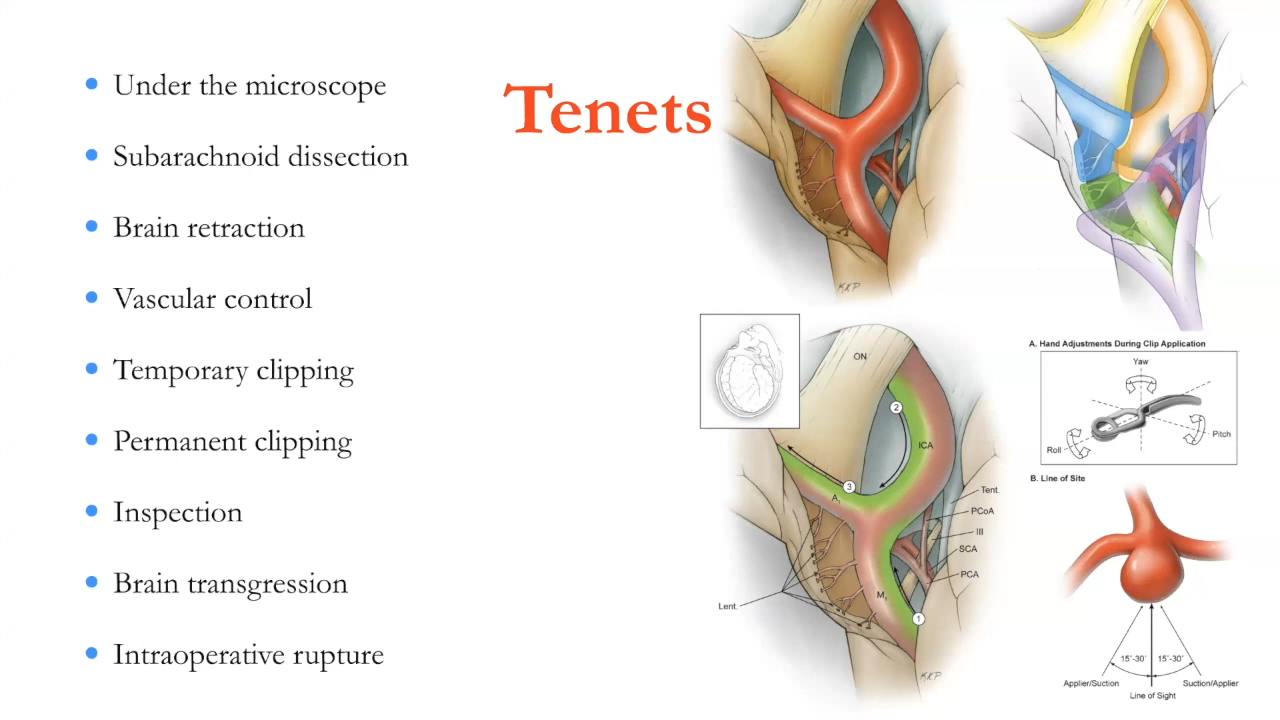 Tenets
Under the microscope
Subarachnoid dissection
Brain retraction
Vascular control
Temporary clipping
Permanent clipping
Inspection
Brain transgression
Intraoperative rupture
KKP
ON
2
ICA
3
A1
Tent.
PCoA
III
SCA
PCA
M1
Lent.
1
KKP
A. Hand Adjustments During Clip Application
Yaw
Pitch
Roll
B. Line of Site
15°-30° 15°-30°
Applier/Suction Suction/Applier
Line of Sight